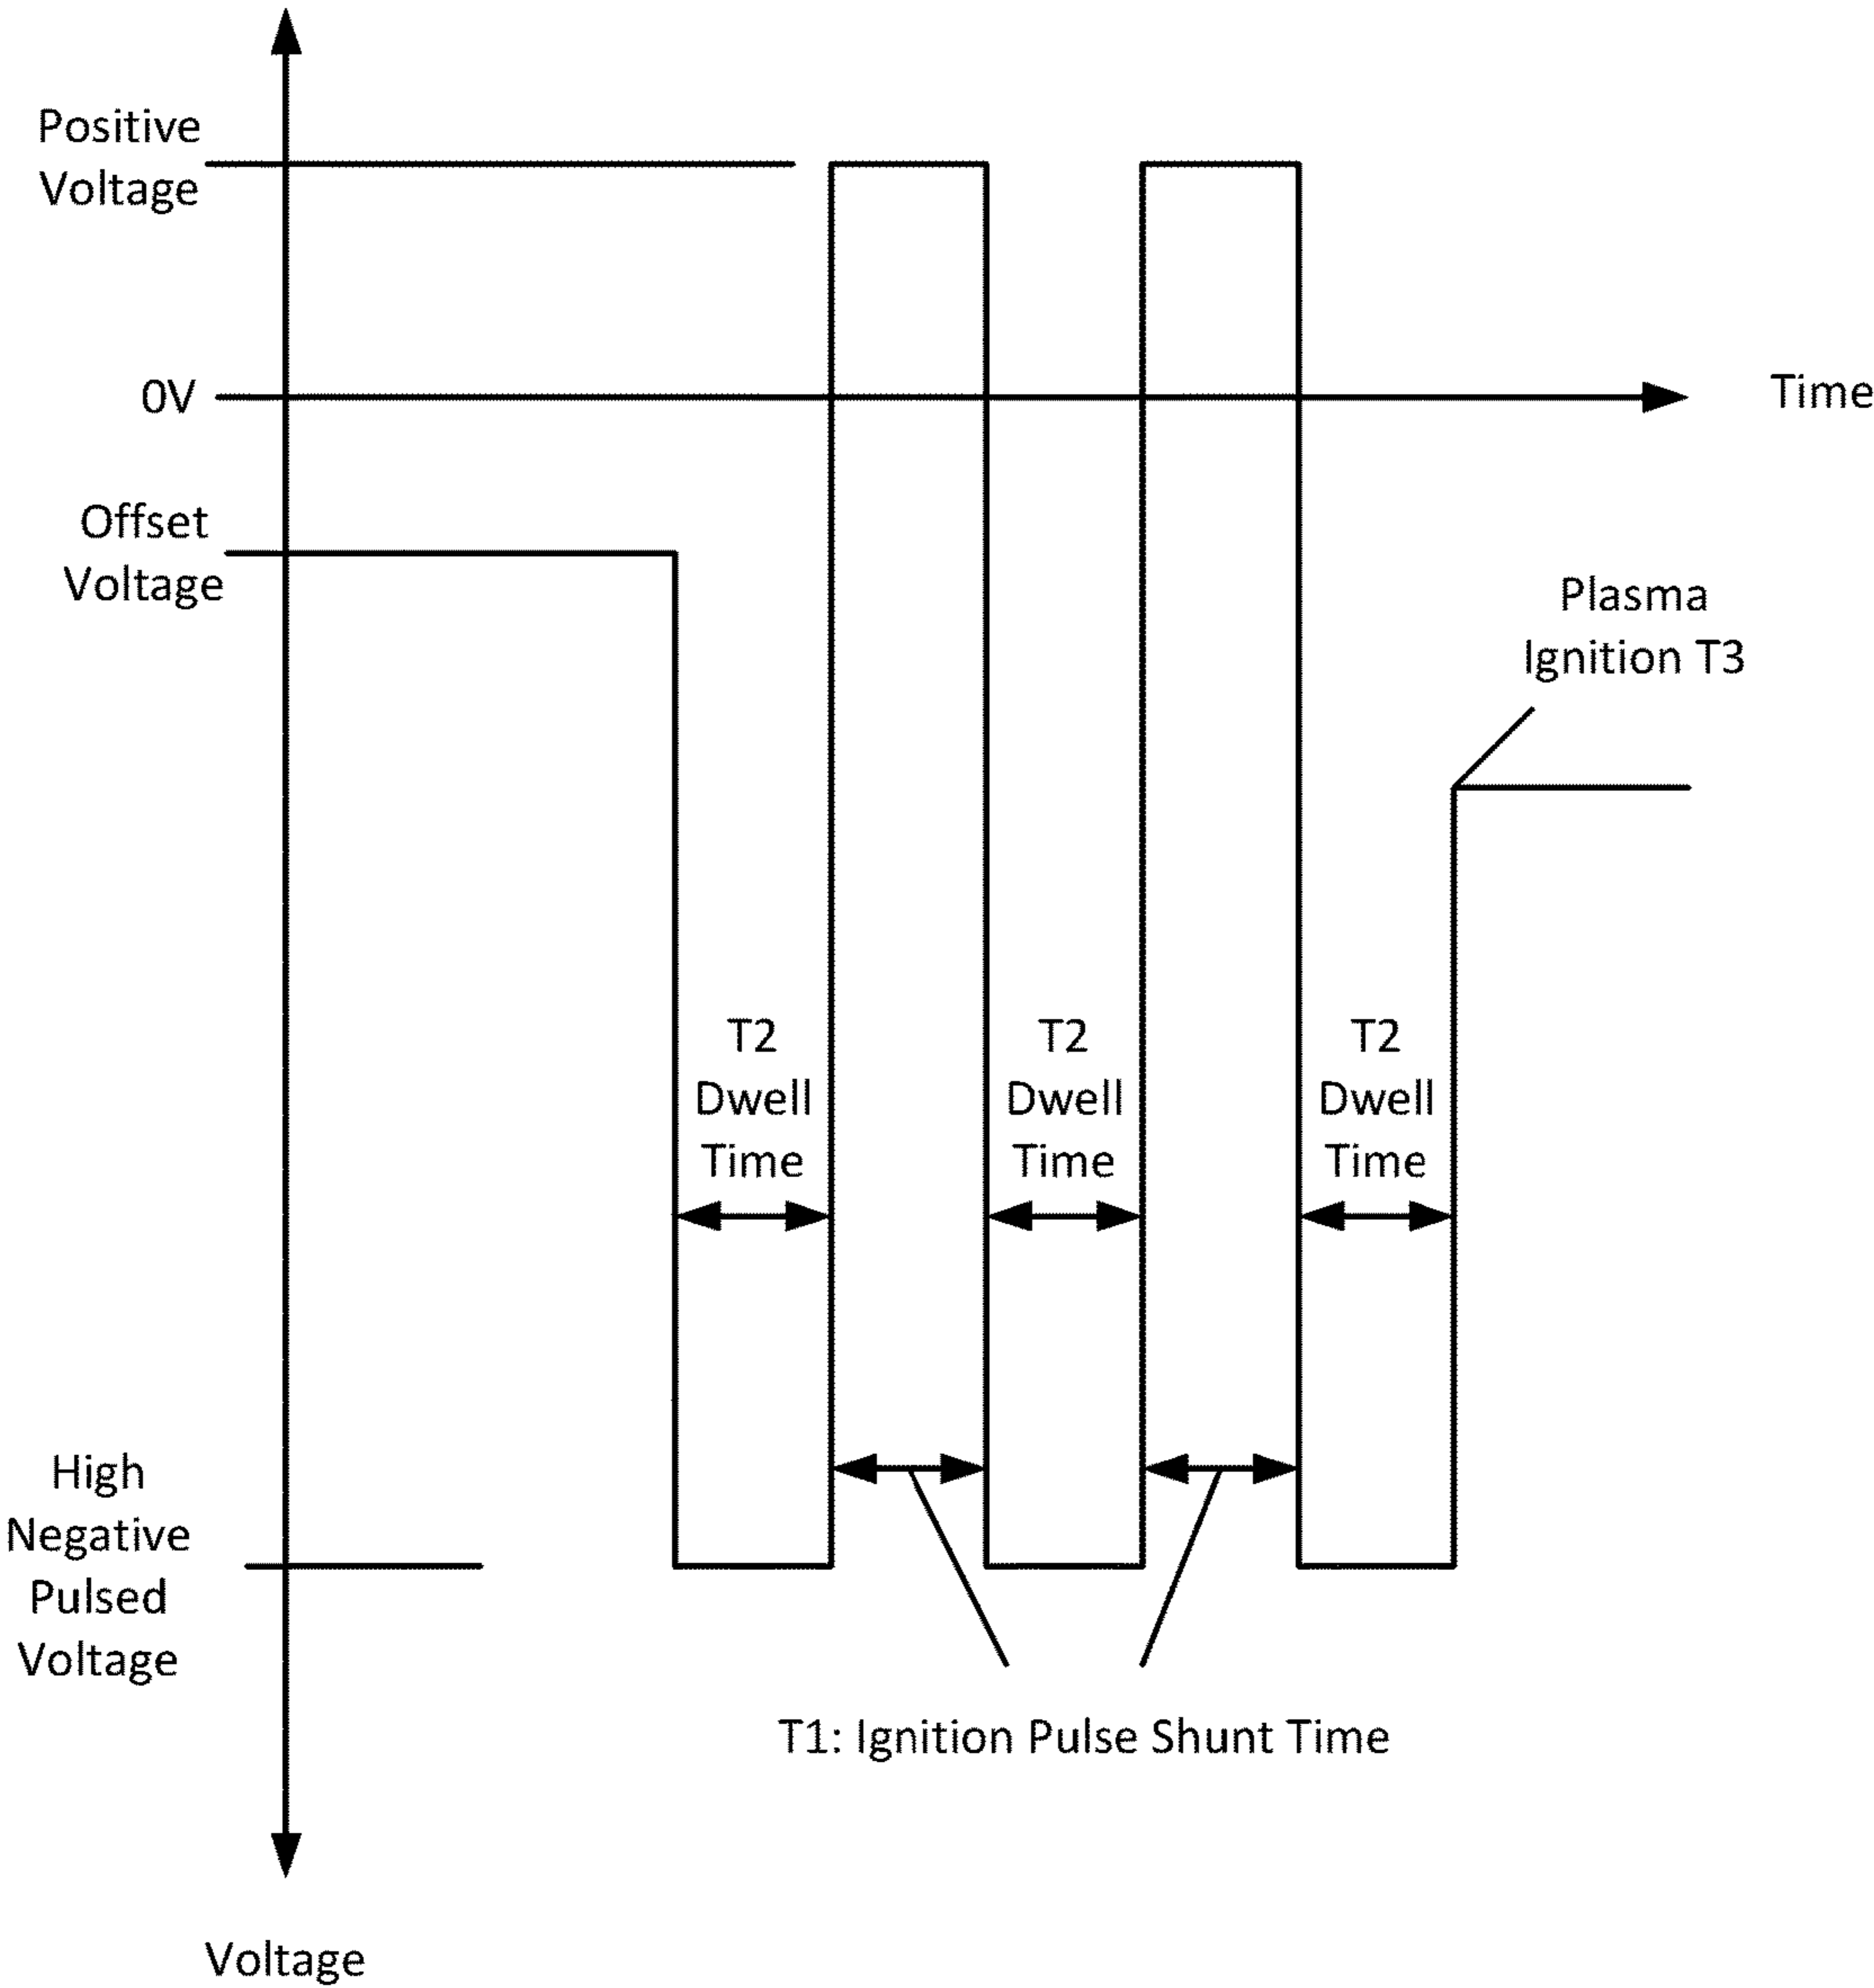 Positive
Voltage
0V
Time
Offset
Voltage
Plasma
Ignition T3
T2
Dwell
Time
T2
Dwell
Time
T2
Dwell
Time
High
Negative
Pulsed
Voltage
T1: Ignition Pulse Shunt Time
Voltage